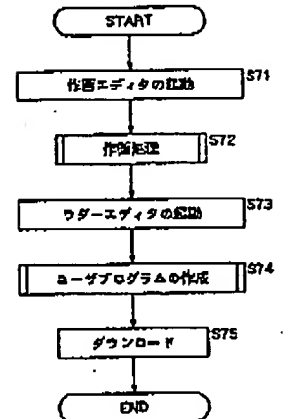 START
作画エディタの起動 S71
作画処理 S72
ラダーエディタの起動 S73
ユーザプログラムの作成 S74
ダウンロード S75
END